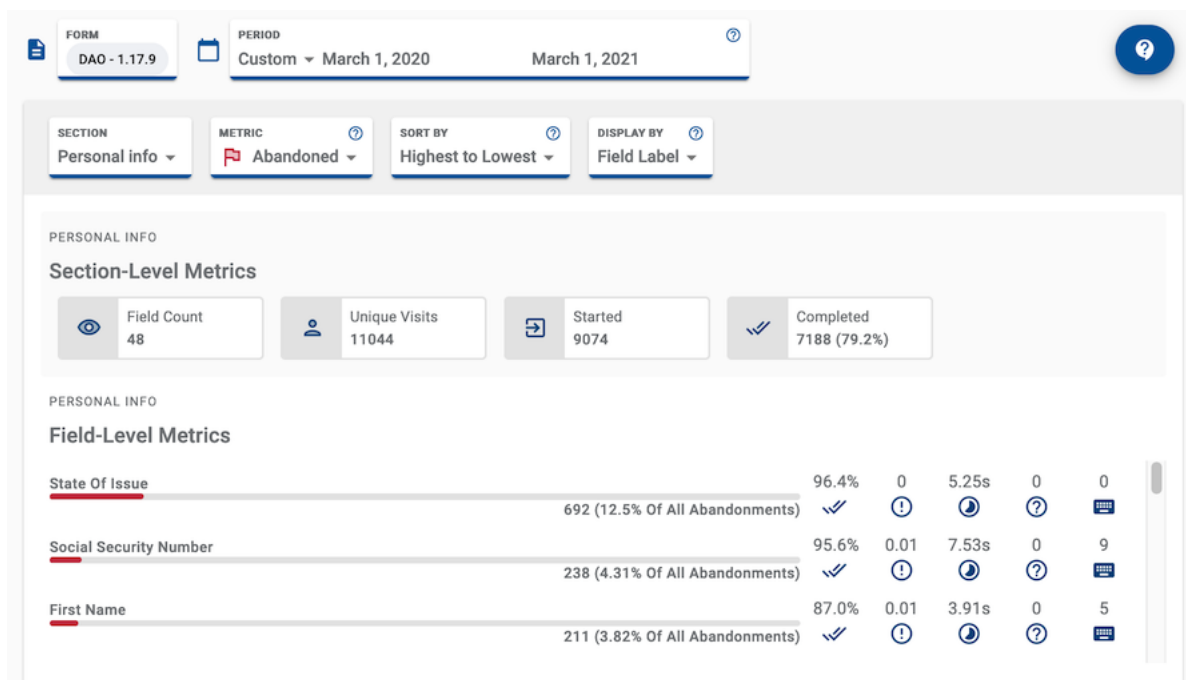 FORM
DAO - 1.17.9
PERIOD
Custom March 1, 2020 March 1, 2021
SECTION
Personal info
METRIC
Abandoned
SORT BY
Highest to Lowest
DISPLAY BY
Field Label
PERSONAL INFO
Section-Level Metrics
Field Count
48
Unique Visits
11044
Started
9074
Completed
7188 (79.2%)
PERSONAL INFO
Field-Level Metrics
State Of Issue
692 (12.5% Of All Abandonments)
96.4% 0 5.25s 0 0
Social Security Number
238 (4.31% Of All Abandonments)
95.6% 0.01 7.53s 0 9
First Name
211 (3.82% Of All Abandonments)
87.0% 0.01 3.91s 0 5